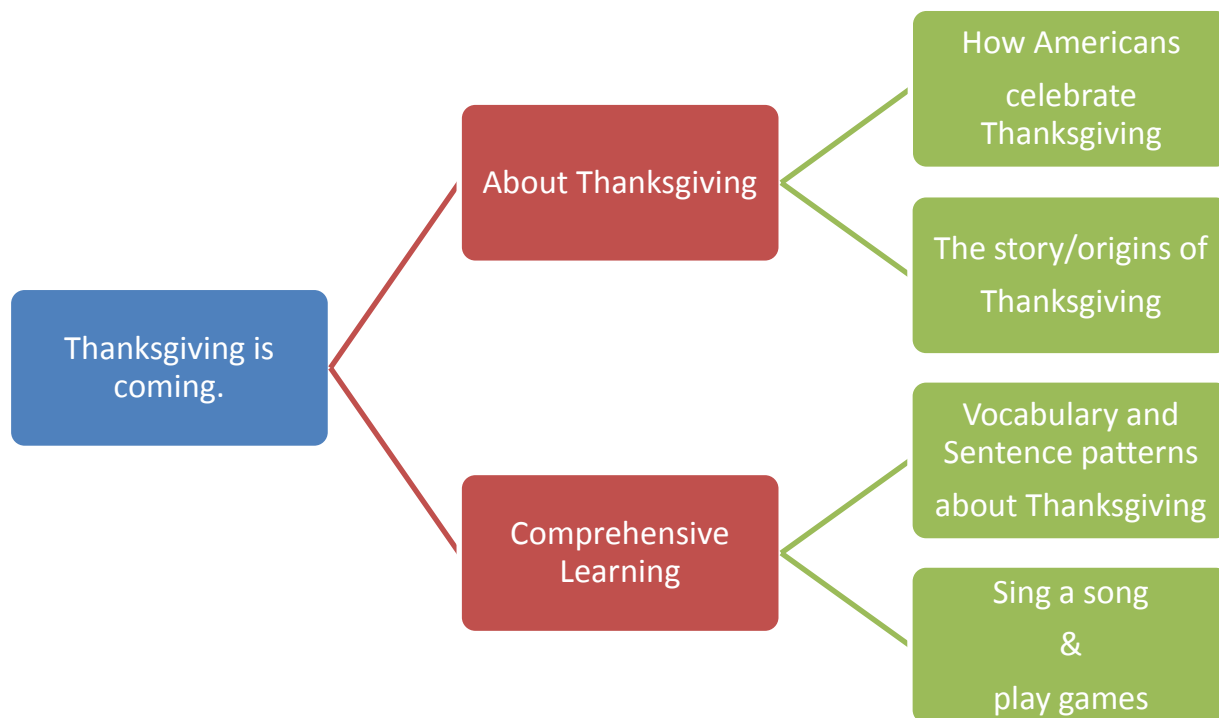 How Americans
celebrate
Thanksgiving
About Thanksgiving
The story/origins of
Thanksgiving
Thanksgiving is
coming.
Vocabulary and
Sentence patterns
about Thanksgiving
Comprehensive
Learning
Sing a song
&
play games